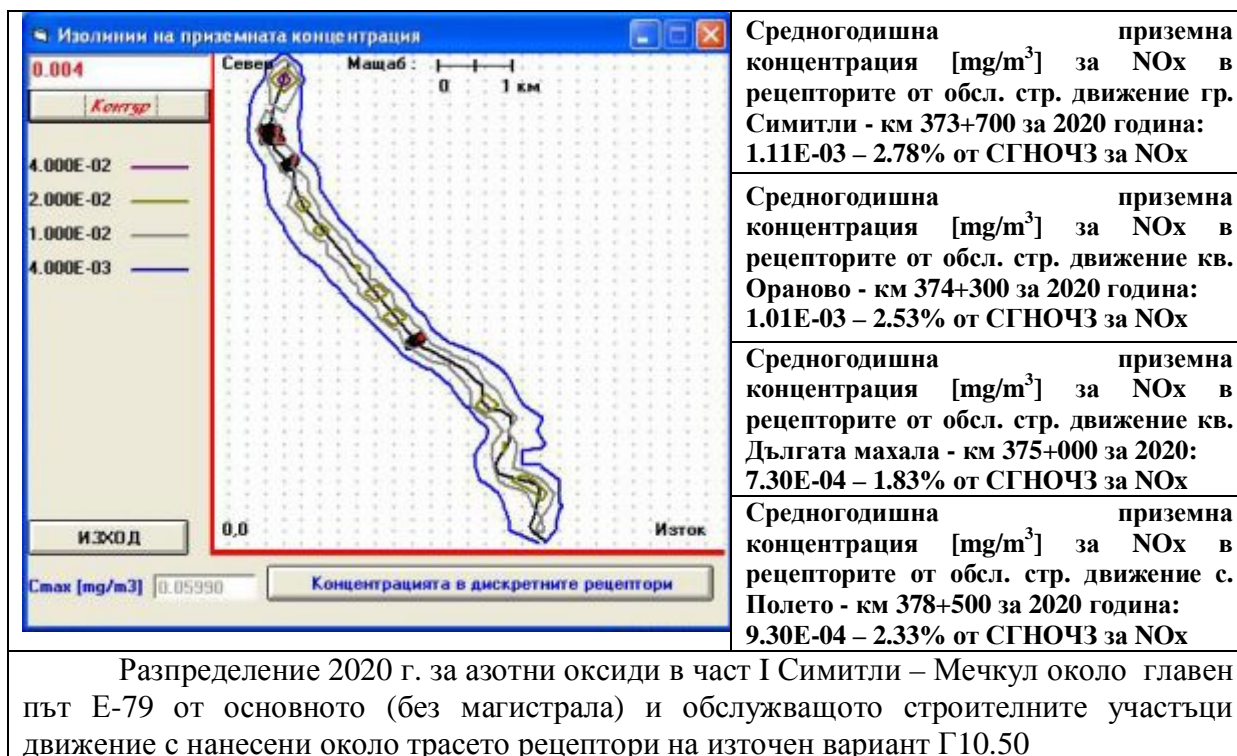 Изолинии на приземната концентрация
0.004
Контур
4.000E-02
2.000E-02
1.000E-02
4.000E-03
ИЗХОД
Север
Мащаб :
0 1 км
0,0
Изток
Cmax [mg/m3] 0.05990
Концентрацията в дискретните рецептори
Средногодишна приземна
концентрация [mg/m³] за NOx в
рецепторите от обсл. стр. движение гр.
Симитли - км 373+700 за 2020 година:
1.11E-03 – 2.78% от СГНОЧЗ за NOx
Средногодишна приземна
концентрация [mg/m³] за NOx в
рецепторите от обсл. стр. движение кв.
Ораново - км 374+300 за 2020 година:
1.01E-03 – 2.53% от СГНОЧЗ за NOx
Средногодишна приземна
концентрация [mg/m³] за NOx в
рецепторите от обсл. стр. движение кв.
Дългата махала - км 375+000 за 2020:
7.30E-04 – 1.83% от СГНОЧЗ за NOx
Средногодишна приземна
концентрация [mg/m³] за NOx в
рецепторите от обсл. стр. движение с.
Полето - км 378+500 за 2020 година:
9.30E-04 – 2.33% от СГНОЧЗ за NOx
Разпределение 2020 г. за азотни оксиди в част I Симитли – Мечкул около главен
път Е-79 от основното (без магистрала) и обслужващото строителните участъци
движение с нанесени около трасето рецептори на източен вариант Г10.50